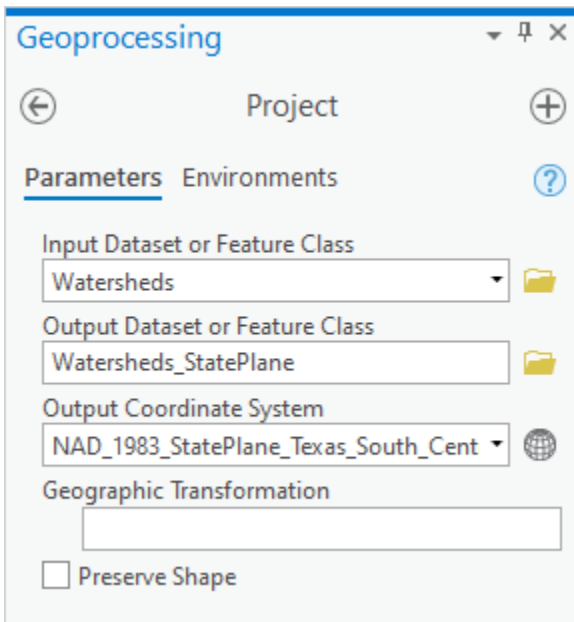 Geoprocessing
Project
Parameters Environments
Input Dataset or Feature Class
Watersheds
Output Dataset or Feature Class
Watersheds_StatePlane
Output Coordinate System
NAD_1983_StatePlane_Texas_South_Cent
Geographic Transformation
Preserve Shape